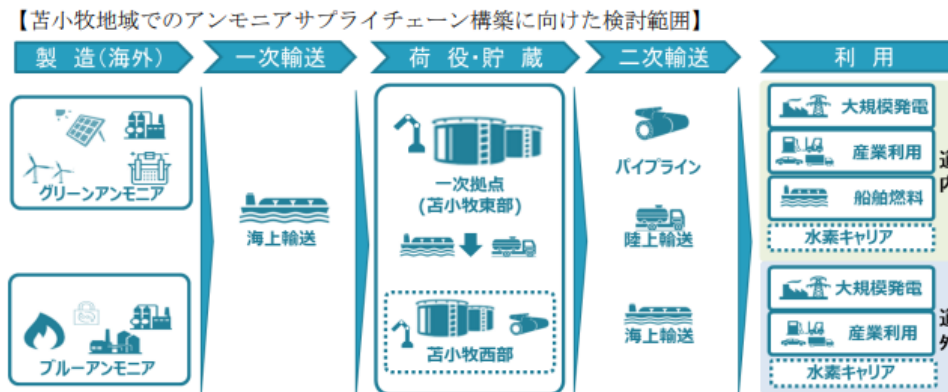 【苫小牧地域でのアンモニアサプライチェーン構築に向けた検討範囲】
製 造(海外)
一次輸送
荷 役・貯 蔵
二次輸送
利 用
グリーンアンモニア
ブルーアンモニア
海上輸送
一次拠点
(苫小牧東部)
苫小牧西部
パイプライン
陸上輸送
海上輸送
大規模発電
産業利用
船舶燃料
水素キャリア
内
大規模発電
産業利用
水素キャリア